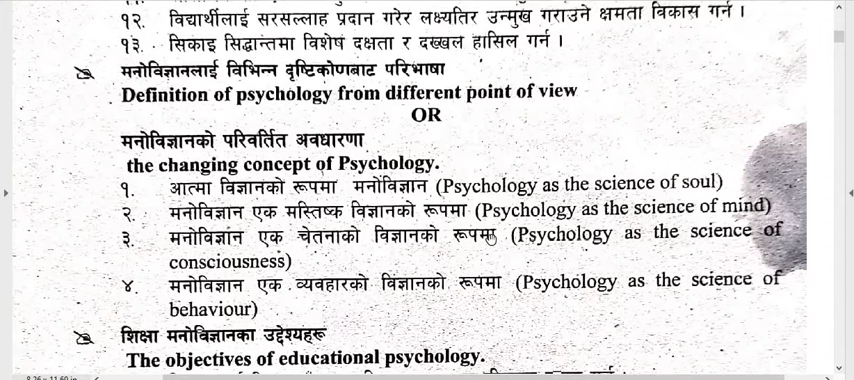 १२. विद्यार्थीलाई सरसल्लाह प्रदान गरेर लक्ष्यतिर उन्मुख गराउने क्षमता विकास गर्न ।
१३. सिकाइ सिद्धान्तमा विशेष दक्षता र दख्खल हासिल गर्न ।
मनोविज्ञानलाई विभिन्न दृष्टिकोणबाट परिभाषा
Definition of psychology from different point of view
OR
मनोविज्ञानको परिवर्तित अवधारणा
the changing concept of Psychology.
१. आत्मा विज्ञानको रूपमा मनोविज्ञान (Psychology as the science of soul)
२. मनोविज्ञान एक मस्तिष्क विज्ञानको रूपमा (Psychology as the science of mind)
३. मनोविज्ञान एक चेतनाको विज्ञानको रूपमा (Psychology as the science of
consciousness)
४. मनोविज्ञान एक व्यवहारको विज्ञानको रूपमा (Psychology as the science of
behaviour)
शिक्षा मनोविज्ञानका उद्देश्यहरू
The objectives of educational psychology.